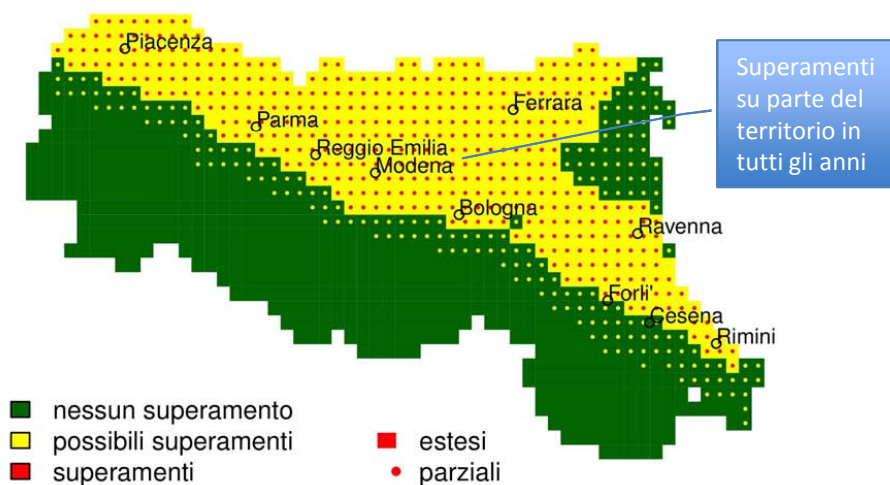 Piacenza
Superamenti
su parte del
territorio in
tutti gli anni
Ferrara
Parma
Reggio Emilia
Modena
Bologna
Ravenna
Forli'
Cesena
Rimini
nessun superamento
possibili superamenti
superamenti
estesi
parziali